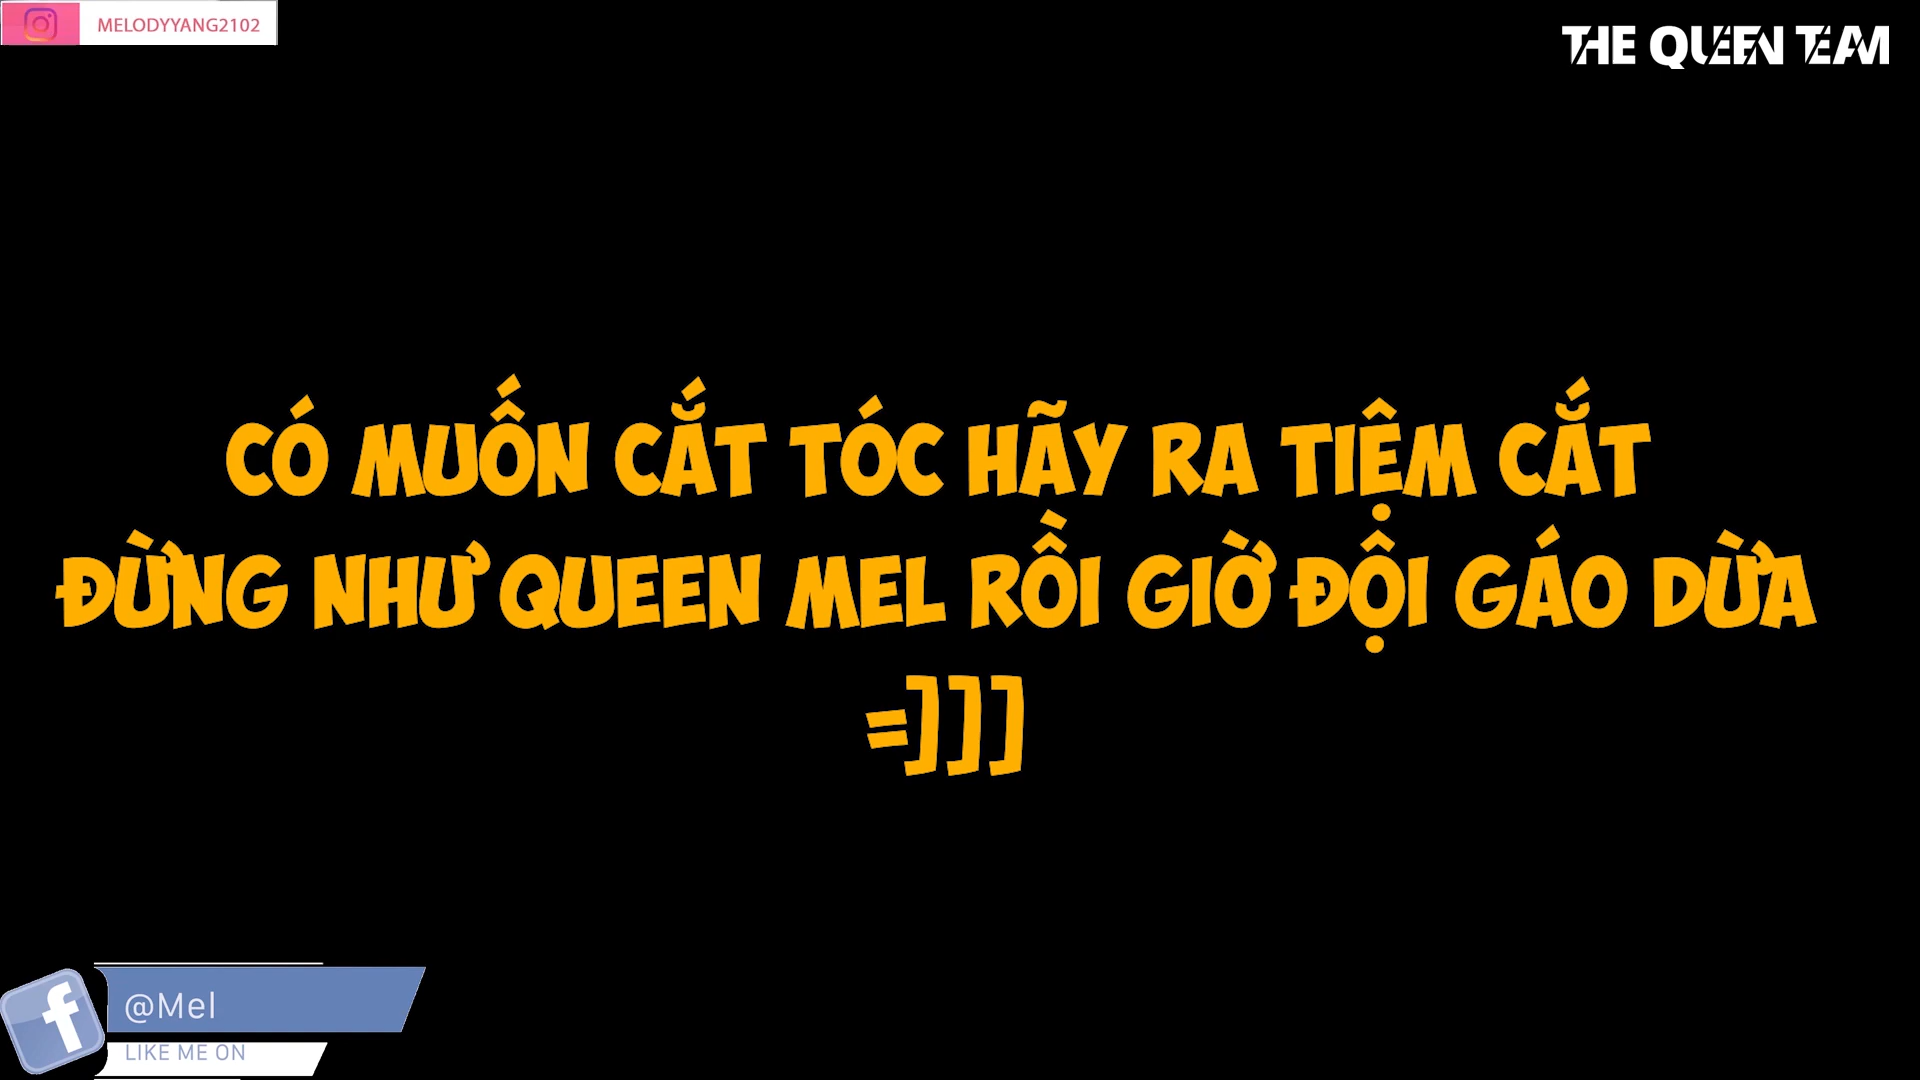 MELODYYANG2102
THE QUEEN TEAM
CÓ MUỐN CẮT TÓC HÃY RA TIỆM CẮT
ĐỪNG NHƯ QUEEN MEL RỒI GIỜ ĐỘI GÁO DỪA
=)))
@Mel
LIKE ME ON